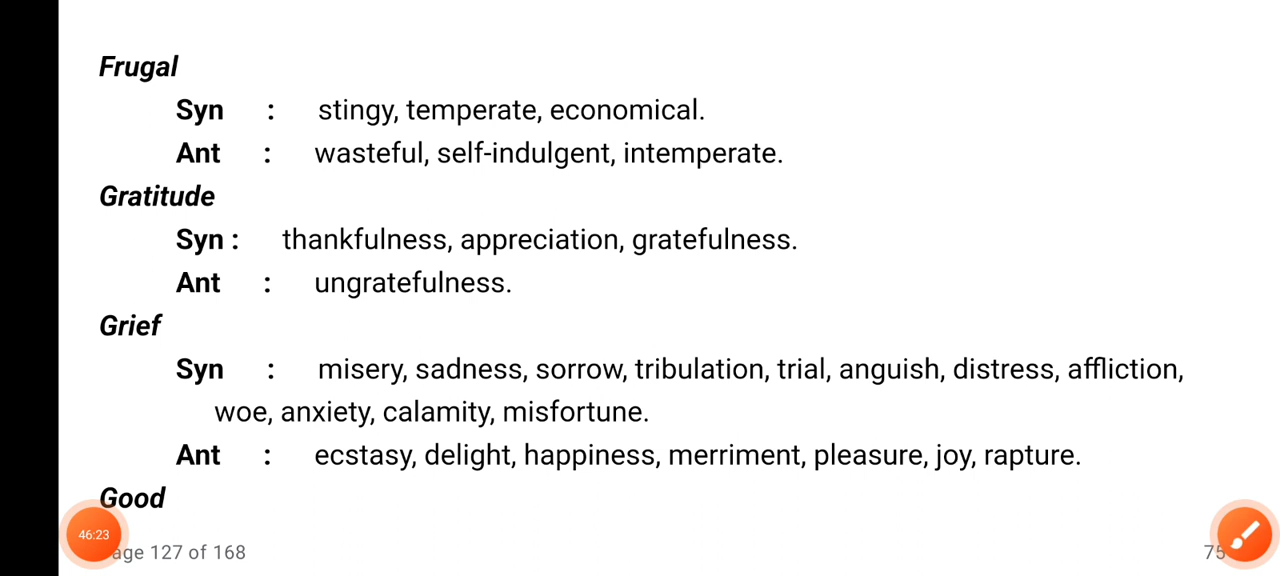 Frugal
Syn : stingy, temperate, economical.
Ant : wasteful, self-indulgent, intemperate.
Gratitude
Syn : thankfulness, appreciation, gratefulness.
Ant : ungratefulness.
Grief
Syn : misery, sadness, sorrow, tribulation, trial, anguish, distress, affliction,
woe, anxiety, calamity, misfortune.
Ant : ecstasy, delight, happiness, merriment, pleasure, joy, rapture.
Good
46:23
age 127 of 168